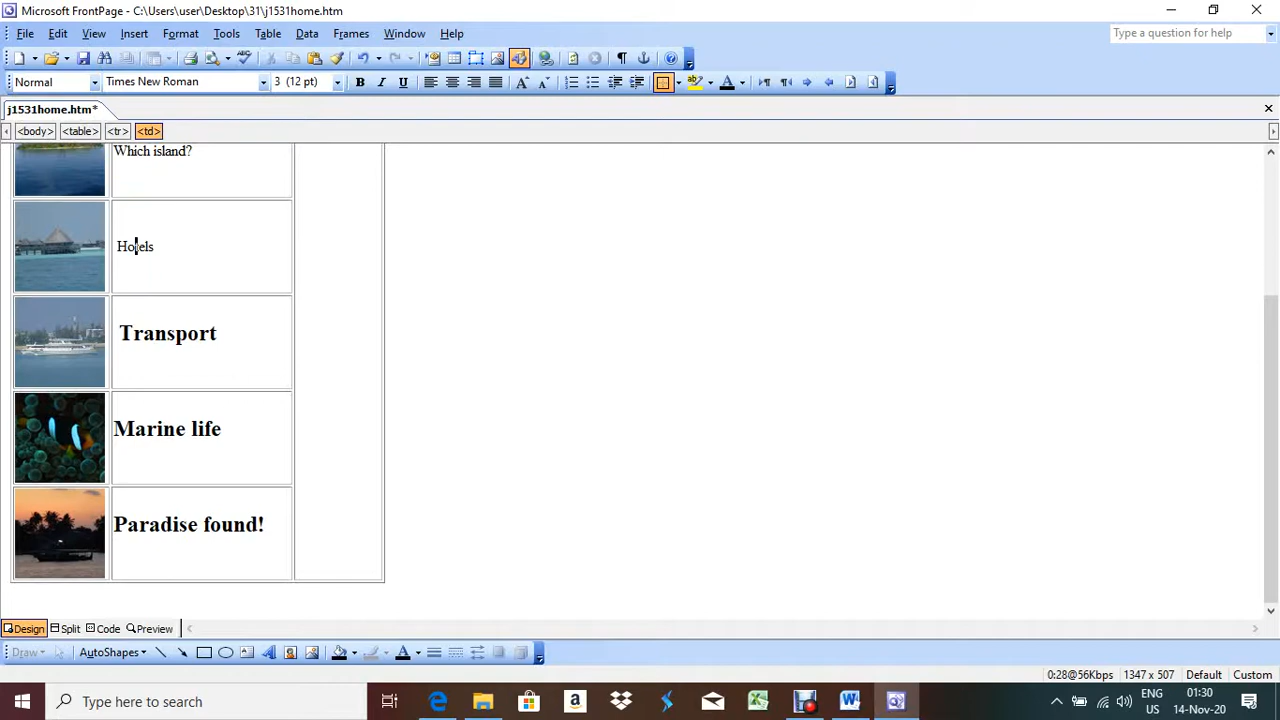 Microsoft FrontPage - C:\Users\user\Desktop\31\j1531home.htm
File Edit View Insert Format Tools Table Data Frames Window Help
Type a question for help
Normal Times New Roman 3 (12 pt)
j1531home.htm*
<body> <table> <tr> <td>
Which island?
Hotels
Transport
Marine life
Paradise found!
Design Split Code Preview
Draw AutoShapes
0:28@56Kbps 1347 x 507 Default Custom
Type here to search
ENG 01:30
US 14-Nov-20